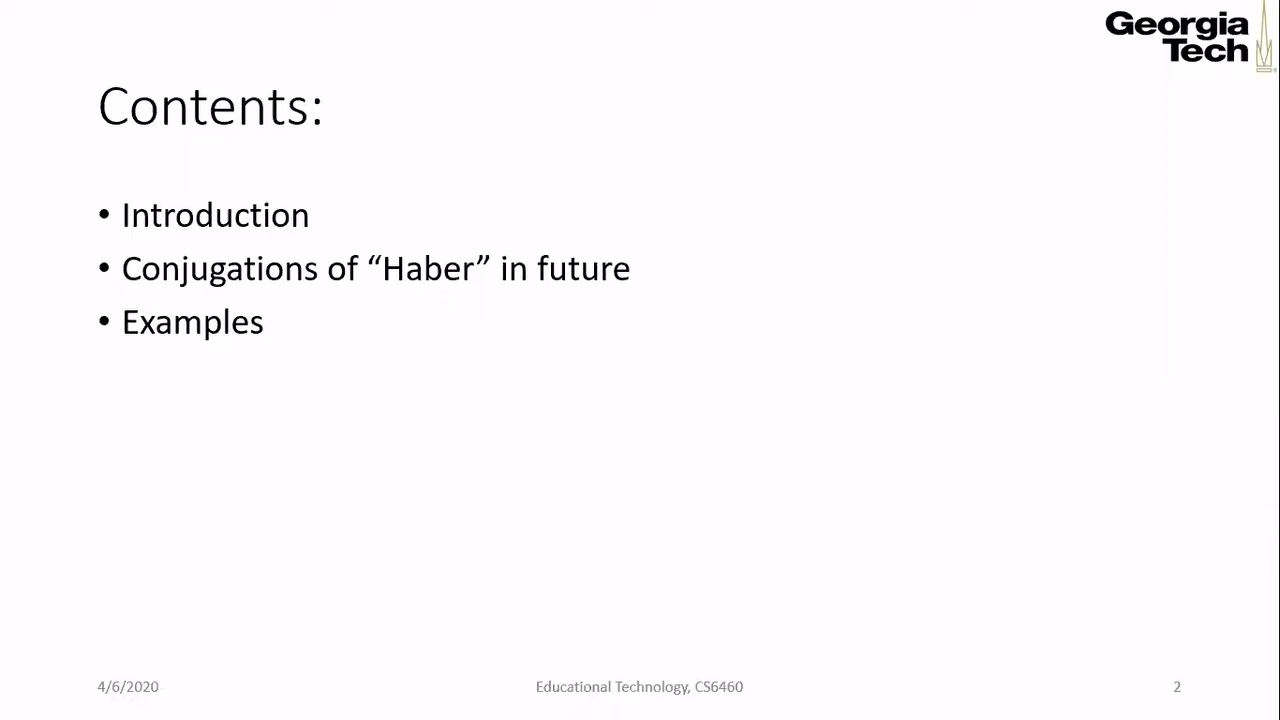 Georgia
Tech
Contents:
• Introduction
• Conjugations of “Haber” in future
• Examples
4/6/2020
Educational Technology, CS6460
2